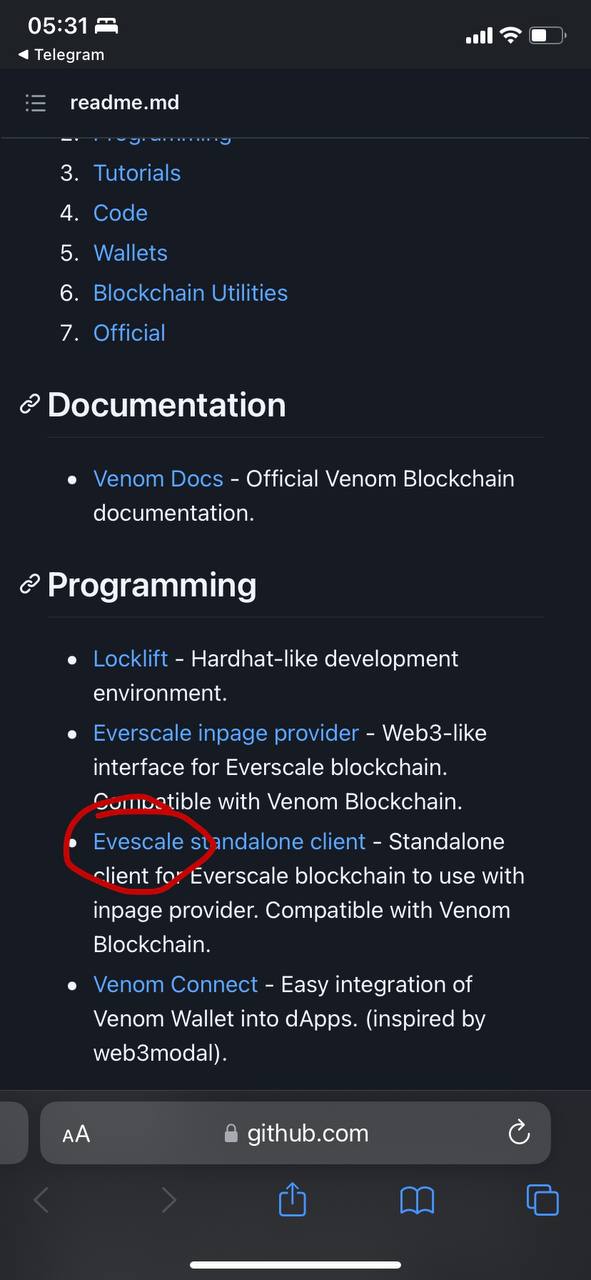 05:31
◀ Telegram
readme.md
2. Programming
3. Tutorials
4. Code
5. Wallets
6. Blockchain Utilities
7. Official
Documentation
• Venom Docs - Official Venom Blockchain
documentation.
Programming
• Locklift - Hardhat-like development
environment.
• Everscale inpage provider - Web3-like
interface for Everscale blockchain.
Compatible with Venom Blockchain.
• Evescale standalone client - Standalone
client for Everscale blockchain to use with
inpage provider. Compatible with Venom
Blockchain.
• Venom Connect - Easy integration of
Venom Wallet into dApps. (inspired by
web3modal).
AA github.com